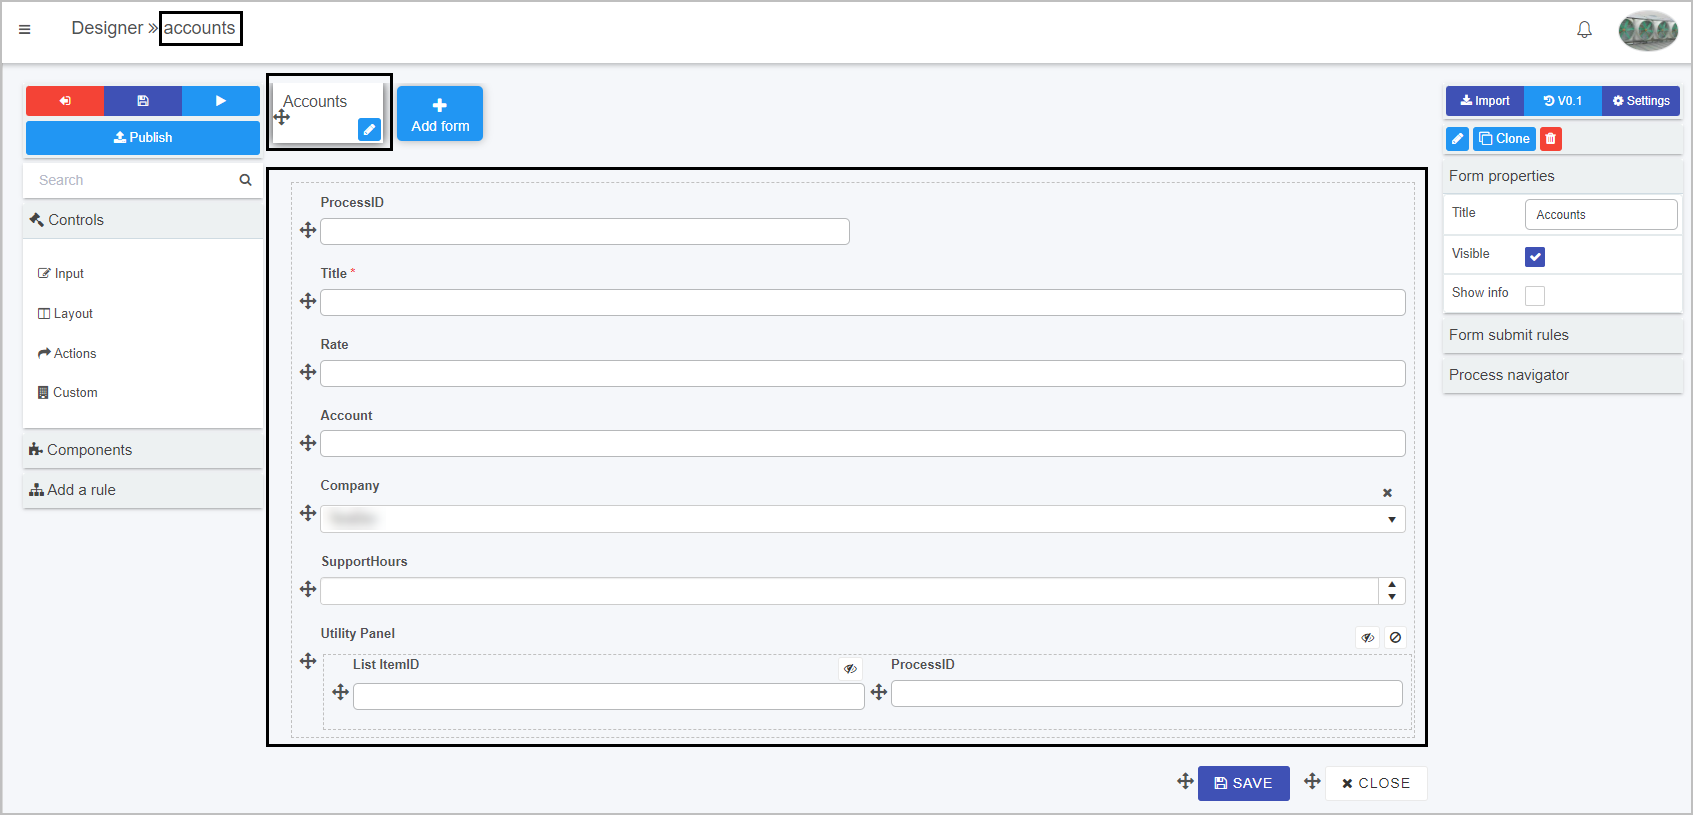 Designer » accounts
Publish
Search
Controls
Input
Layout
Actions
Custom
Components
Add a rule
Accounts
Add form
ProcessID
Title *
Rate
Account
Company
SupportHours
Utility Panel
List ItemID
ProcessID
SAVE
CLOSE
Import
V0.1
Settings
Clone
Form properties
Title
Accounts
Visible
Show info
Form submit rules
Process navigator